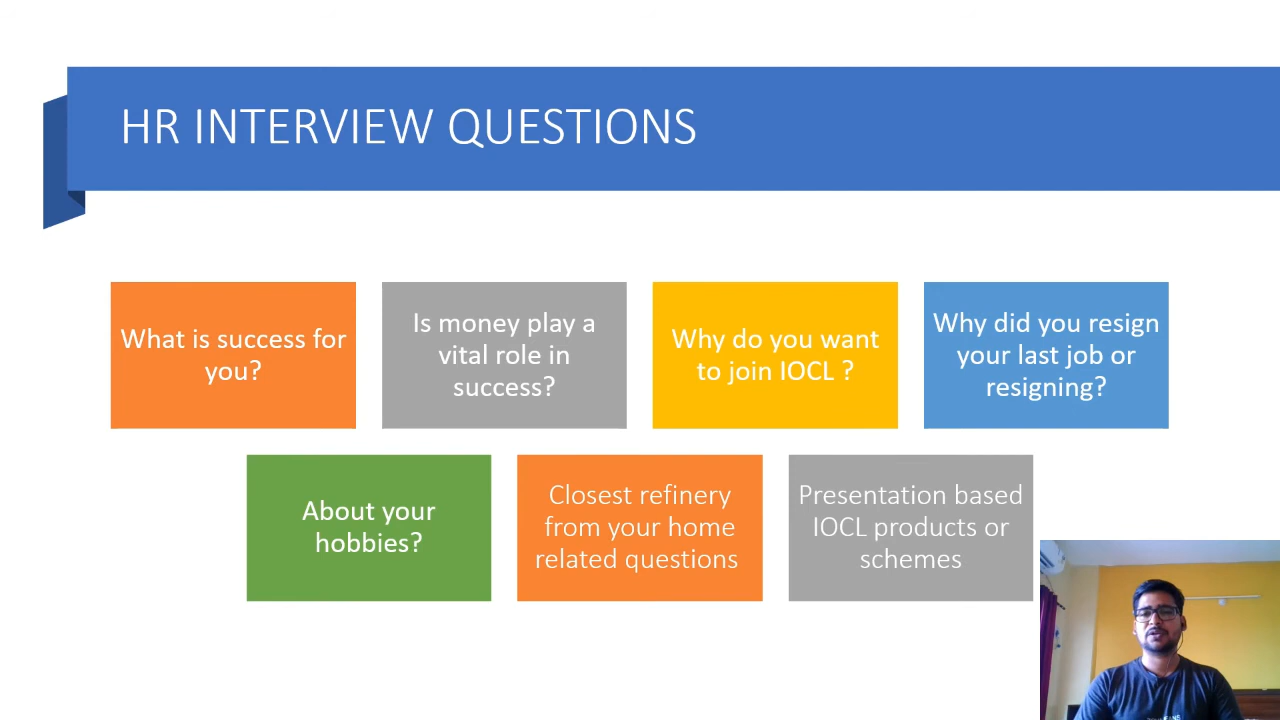 HR INTERVIEW QUESTIONS
What is success for
you?
Is money play a
vital role in
success?
Why do you want
to join IOCL ?
Why did you resign
your last job or
resigning?
About your
hobbies?
Closest refinery
from your home
related questions
Presentation based
IOCL products or
schemes